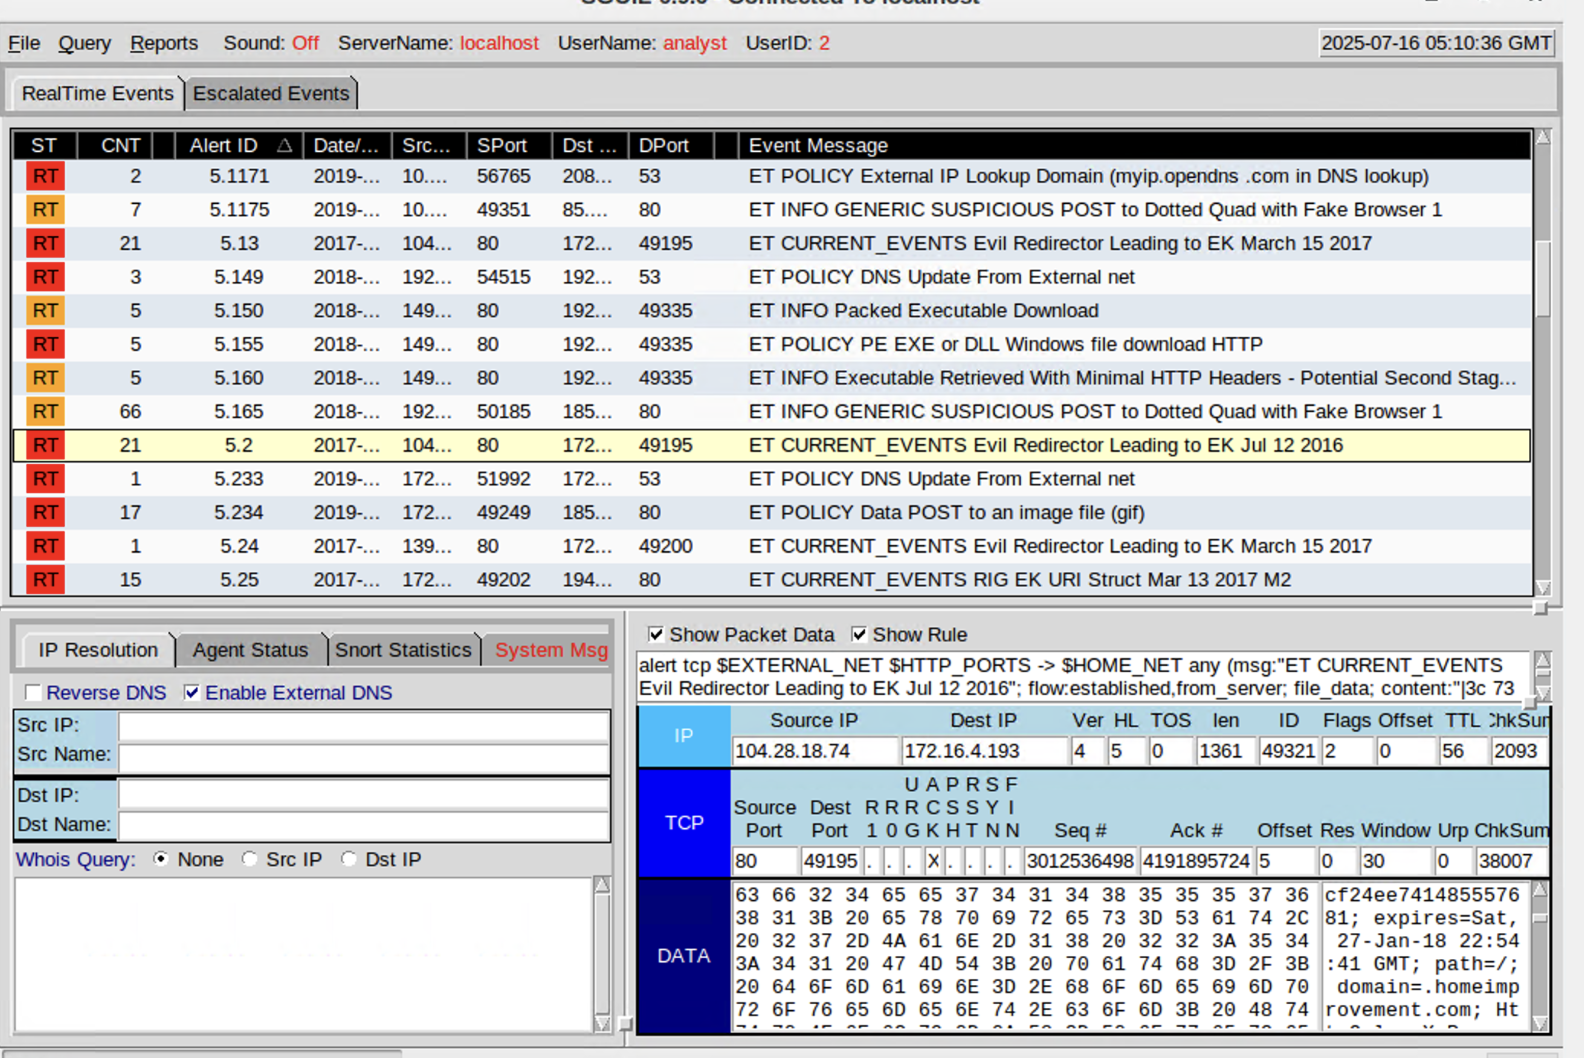 SGUIL-0.9.0 - Connected To localhost
File Query Reports Sound: Off ServerName: localhost UserName: analyst UserID: 2 2025-07-16 05:10:36 GMT
RealTime Events Escalated Events
ST CNT Alert ID Date/... Src... SPort Dst ... DPort Event Message
RT 2 5.1171 2019-... 10.... 56765 208... 53 ET POLICY External IP Lookup Domain (myip.opendns .com in DNS lookup)
RT 7 5.1175 2019-... 10.... 49351 85.... 80 ET INFO GENERIC SUSPICIOUS POST to Dotted Quad with Fake Browser 1
RT 21 5.13 2017-... 104... 80 172... 49195 ET CURRENT_EVENTS Evil Redirector Leading to EK March 15 2017
RT 3 5.149 2018-... 192... 54515 192... 53 ET POLICY DNS Update From External net
RT 5 5.150 2018-... 149... 80 192... 49335 ET INFO Packed Executable Download
RT 5 5.155 2018-... 149... 80 192... 49335 ET POLICY PE EXE or DLL Windows file download HTTP
RT 5 5.160 2018-... 149... 80 192... 49335 ET INFO Executable Retrieved With Minimal HTTP Headers - Potential Second Stag...
RT 66 5.165 2018-... 192... 50185 185... 80 ET INFO GENERIC SUSPICIOUS POST to Dotted Quad with Fake Browser 1
RT 21 5.2 2017-... 104... 80 172... 49195 ET CURRENT_EVENTS Evil Redirector Leading to EK Jul 12 2016
RT 1 5.233 2019-... 172... 51992 172... 53 ET POLICY DNS Update From External net
RT 17 5.234 2019-... 172... 49249 185... 80 ET POLICY Data POST to an image file (gif)
RT 1 5.24 2017-... 139... 80 172... 49200 ET CURRENT_EVENTS Evil Redirector Leading to EK March 15 2017
RT 15 5.25 2017-... 172... 49202 194... 80 ET CURRENT_EVENTS RIG EK URI Struct Mar 13 2017 M2
IP Resolution Agent Status Snort Statistics System Msg
Reverse DNS Enable External DNS
Src IP:
Src Name:
Dst IP:
Dst Name:
Whois Query: None Src IP Dst IP
Show Packet Data Show Rule
alert tcp $EXTERNAL_NET $HTTP_PORTS -> $HOME_NET any (msg:"ET CURRENT_EVENTS
Evil Redirector Leading to EK Jul 12 2016"; flow:established,from_server; file_data; content:"|3c 73
IP Source IP Dest IP Ver HL TOS len ID Flags Offset TTL ChkSum
104.28.18.74 172.16.4.193 4 5 0 1361 49321 2 0 56 2093
U A P R S F
Source Dest R R R C S S Y I
TCP Port Port 1 0 G K H T N N Seq # Ack # Offset Res Window Urp ChkSum
80 49195 . . . X . . . . 3012536498 4191895724 5 0 30 0 38007
63 66 32 34 65 65 37 34 31 34 38 35 35 35 37 36 cf24ee7414855576
38 31 3B 20 65 78 70 69 72 65 73 3D 53 61 74 2C 81; expires=Sat,
20 32 37 2D 4A 61 6E 2D 31 38 20 32 32 3A 35 34 27-Jan-18 22:54
DATA 3A 34 31 20 47 4D 54 3B 20 70 61 74 68 3D 2F 3B :41 GMT; path=/;
20 64 6F 6D 61 69 6E 3D 2E 68 6F 6D 65 69 6D 70 domain=.homeimp
72 6F 76 65 6D 65 6E 74 2E 63 6F 6D 3B 20 48 74 rovement.com; Ht